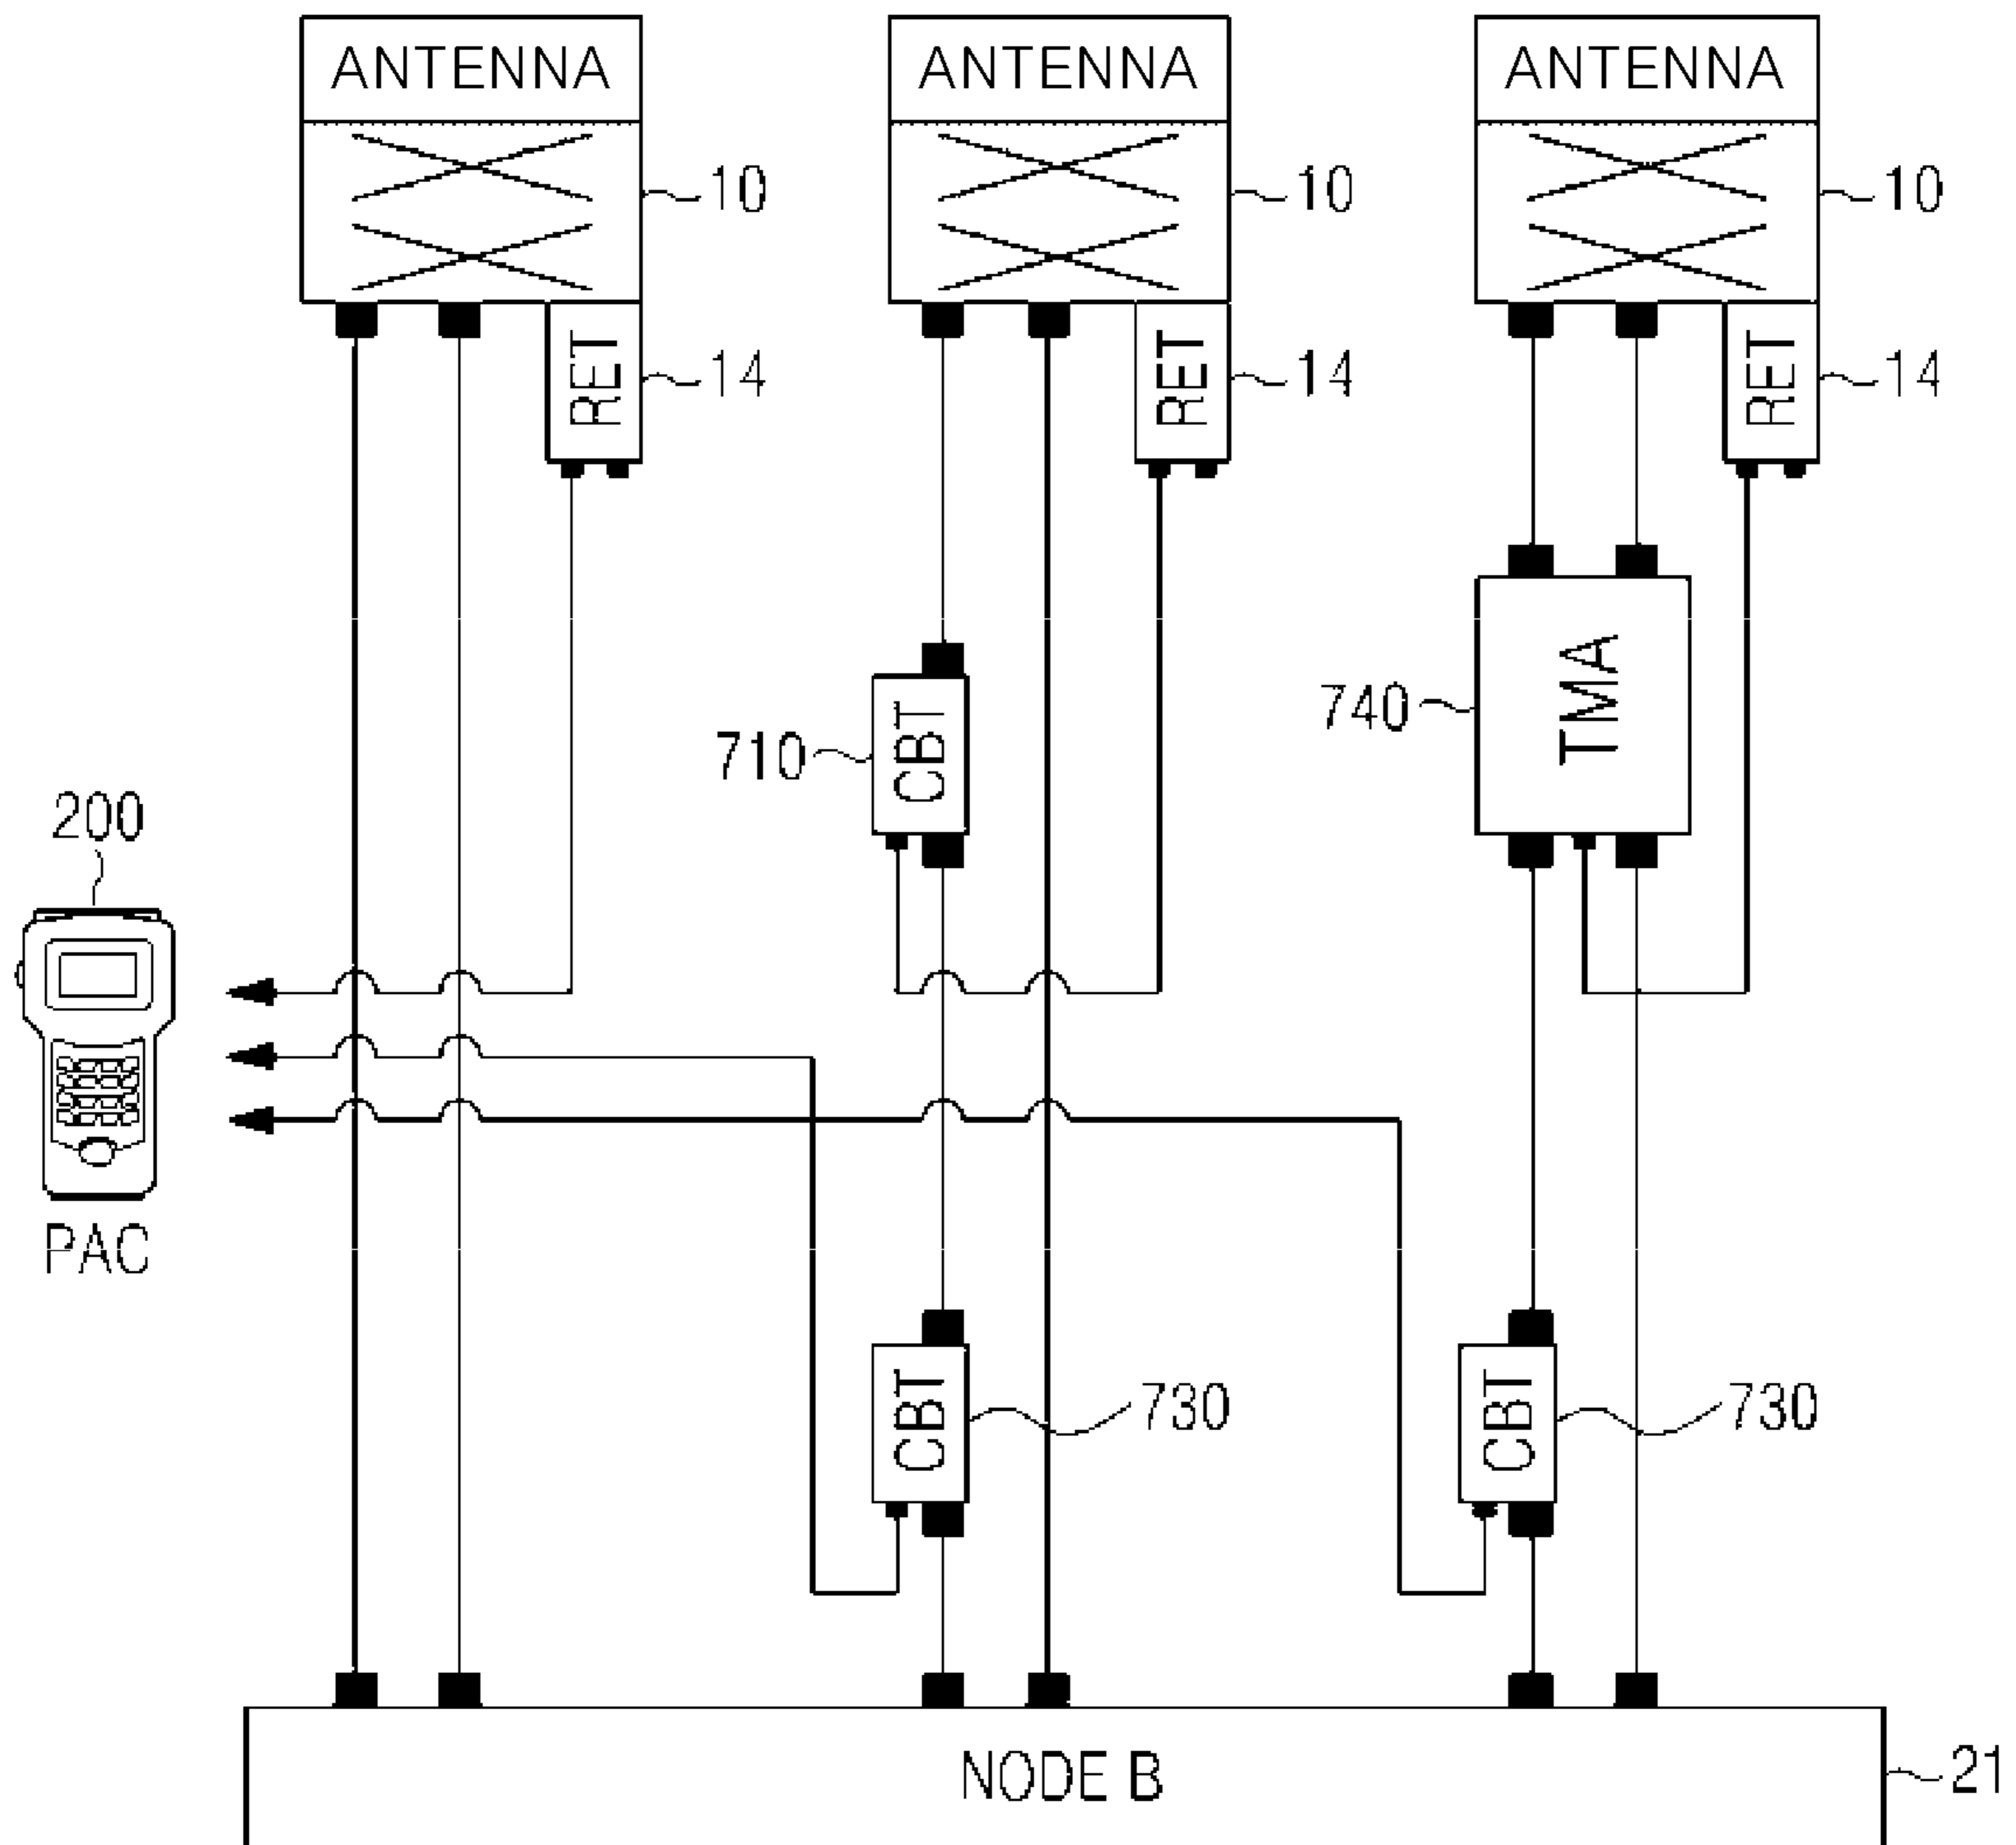 ANTENNA ANTENNA ANTENNA
10 10 10
RET 14 RET 14 RET 14
710 CBT 740 TMA
200
PAC
CBT 730 CBT 730
NODE B 21